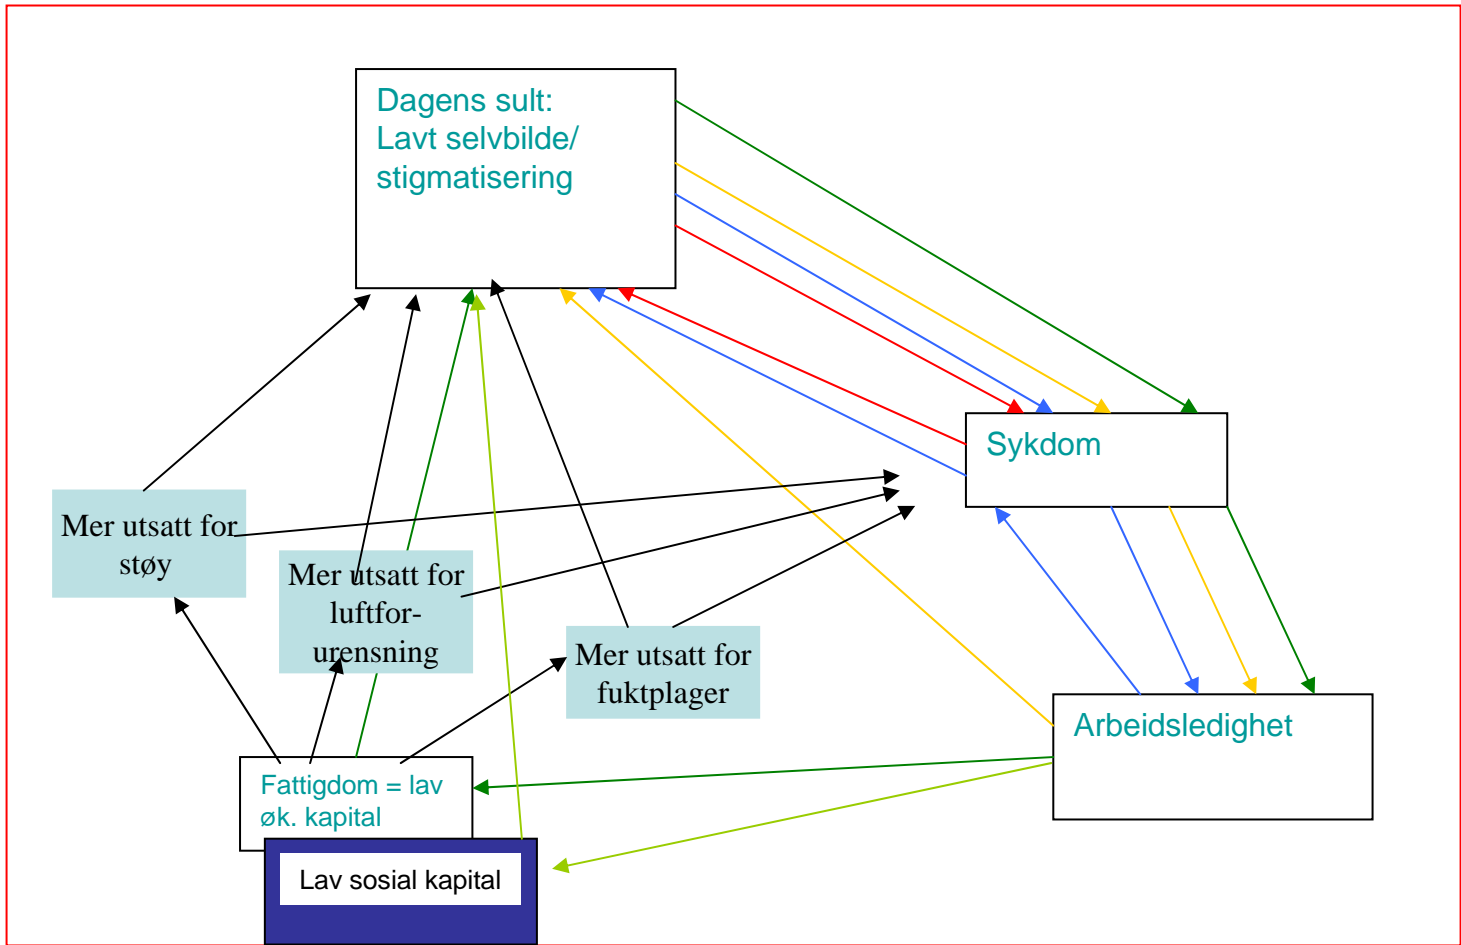 Dagens sult:
Lavt selvbilde/
stigmatisering
Sykdom
Mer utsatt for
støy
Mer utsatt for
luftfor-
urensning
Mer utsatt for
fuktplager
Arbeidsledighet
Fattigdom = lav
øk. kapital
Lav sosial kapital